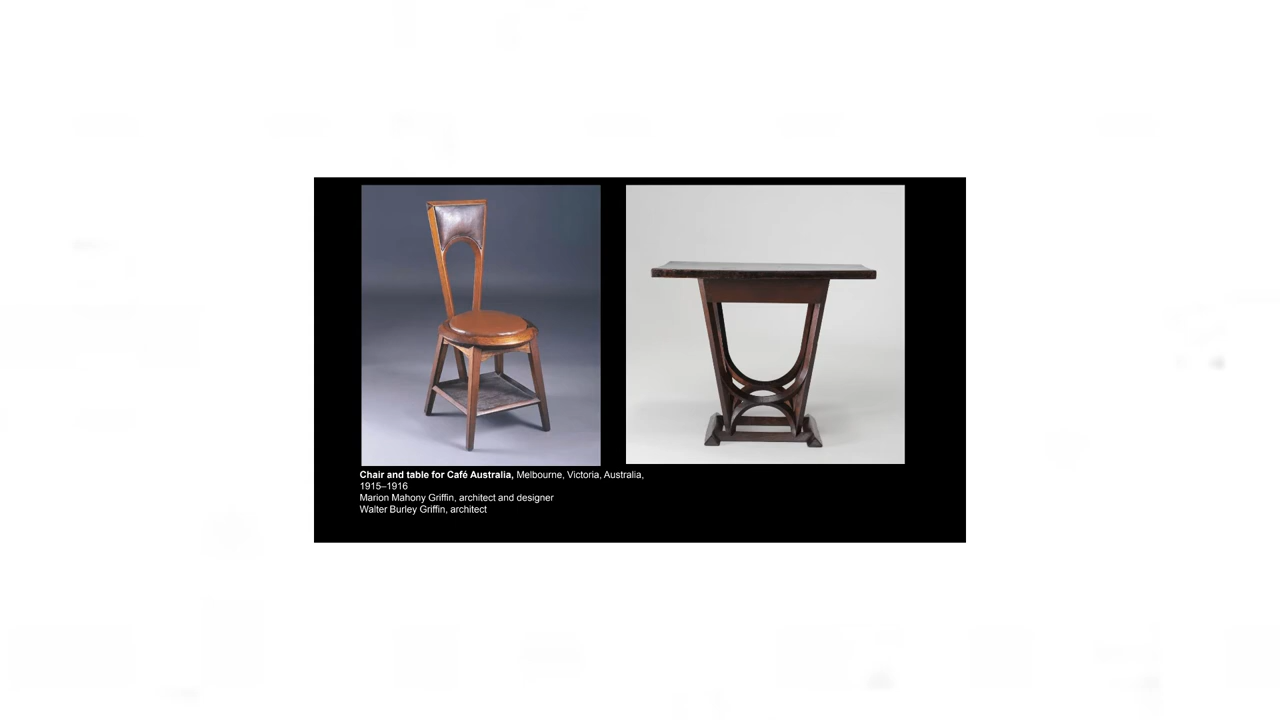 Chair and table for Café Australia, Melbourne, Victoria, Australia,
1915–1916
Marion Mahony Griffin, architect and designer
Walter Burley Griffin, architect